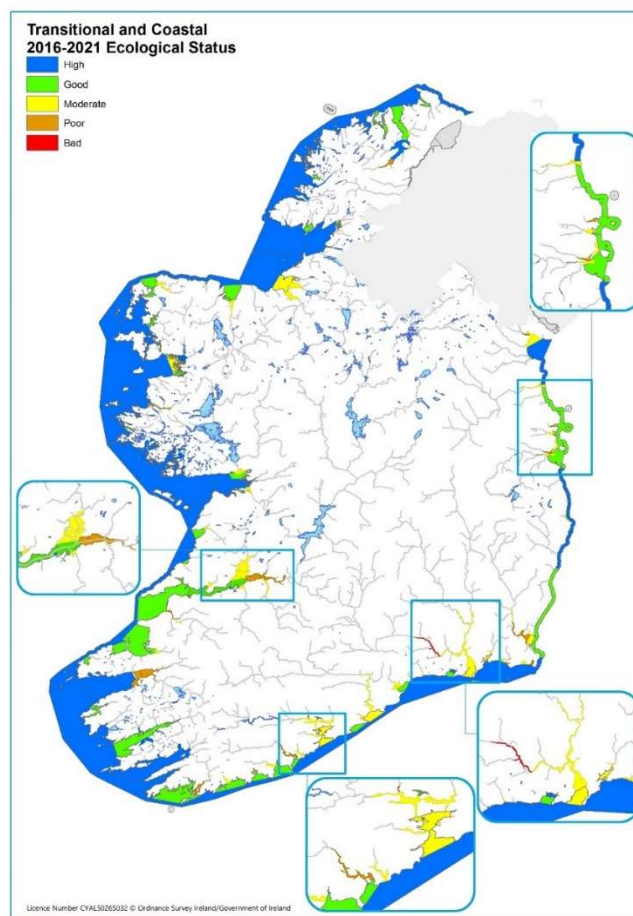 Transitional and Coastal
2016-2021 Ecological Status
High
Good
Moderate
Poor
Bad
Licence Number CYAL50265032 © Ordnance Survey Ireland/Government of Ireland